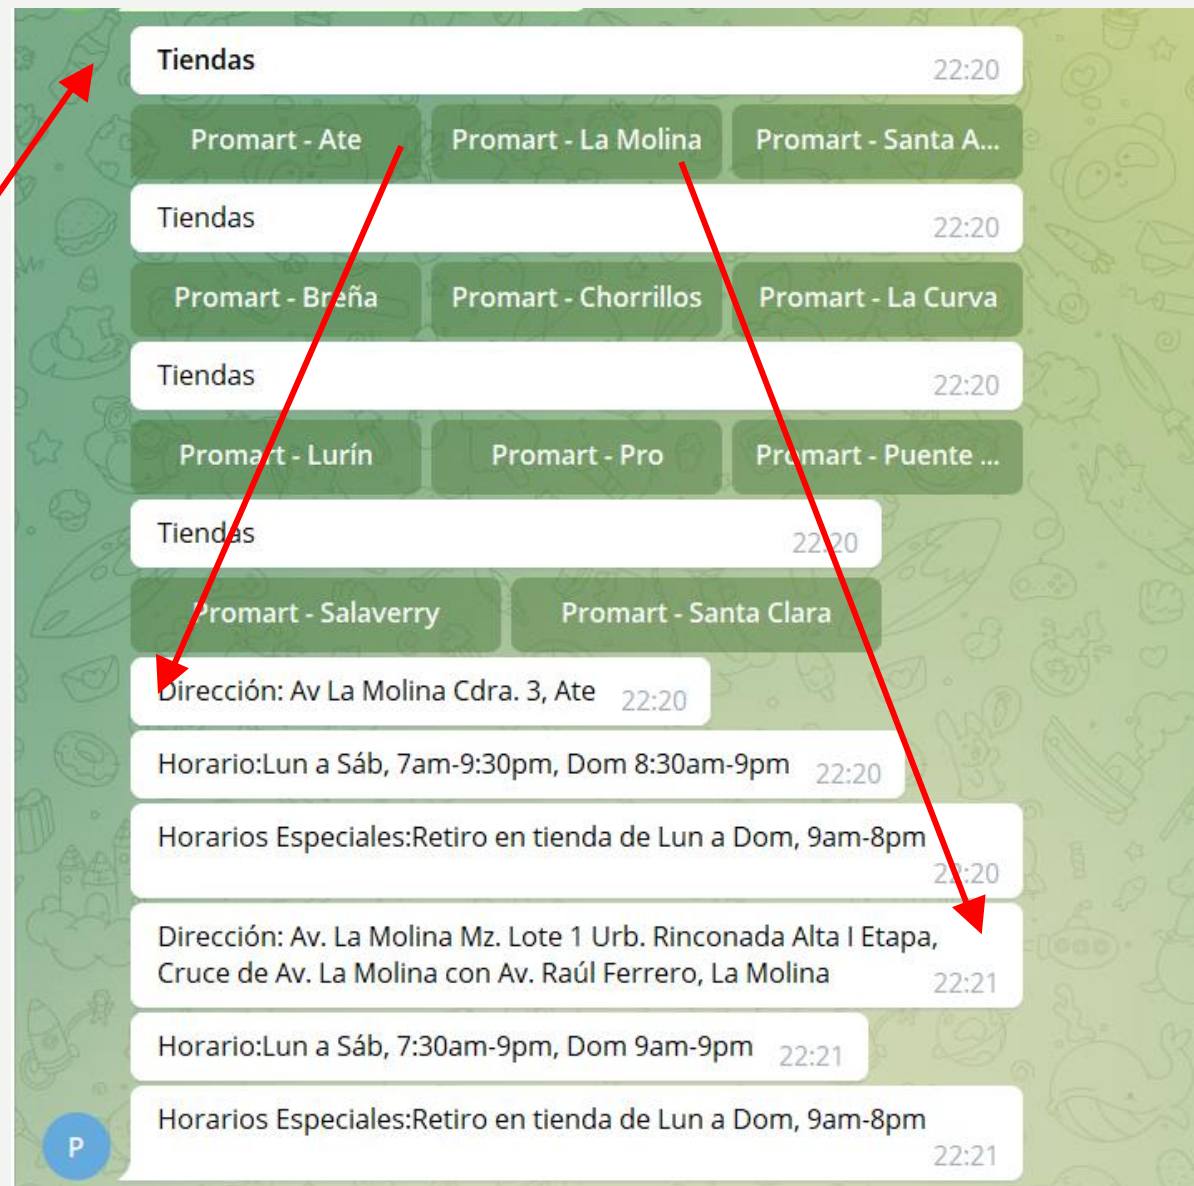 Tiendas 22:20
Promart - Ate Promart - La Molina Promart - Santa A...
Tiendas 22:20
Promart - Breña Promart - Chorrillos Promart - La Curva
Tiendas 22:20
Promart - Lurín Promart - Pro Promart - Puente ...
Tiendas 22:20
Promart - Salaverry Promart - Santa Clara
Dirección: Av La Molina Cdra. 3, Ate 22:20
Horario:Lun a Sáb, 7am-9:30pm, Dom 8:30am-9pm 22:20
Horarios Especiales:Retiro en tienda de Lun a Dom, 9am-8pm
22:20
Dirección: Av. La Molina Mz. Lote 1 Urb. Rinconada Alta I Etapa,
Cruce de Av. La Molina con Av. Raúl Ferrero, La Molina 22:21
Horario:Lun a Sáb, 7:30am-9pm, Dom 9am-9pm 22:21
Horarios Especiales:Retiro en tienda de Lun a Dom, 9am-8pm
P 22:21